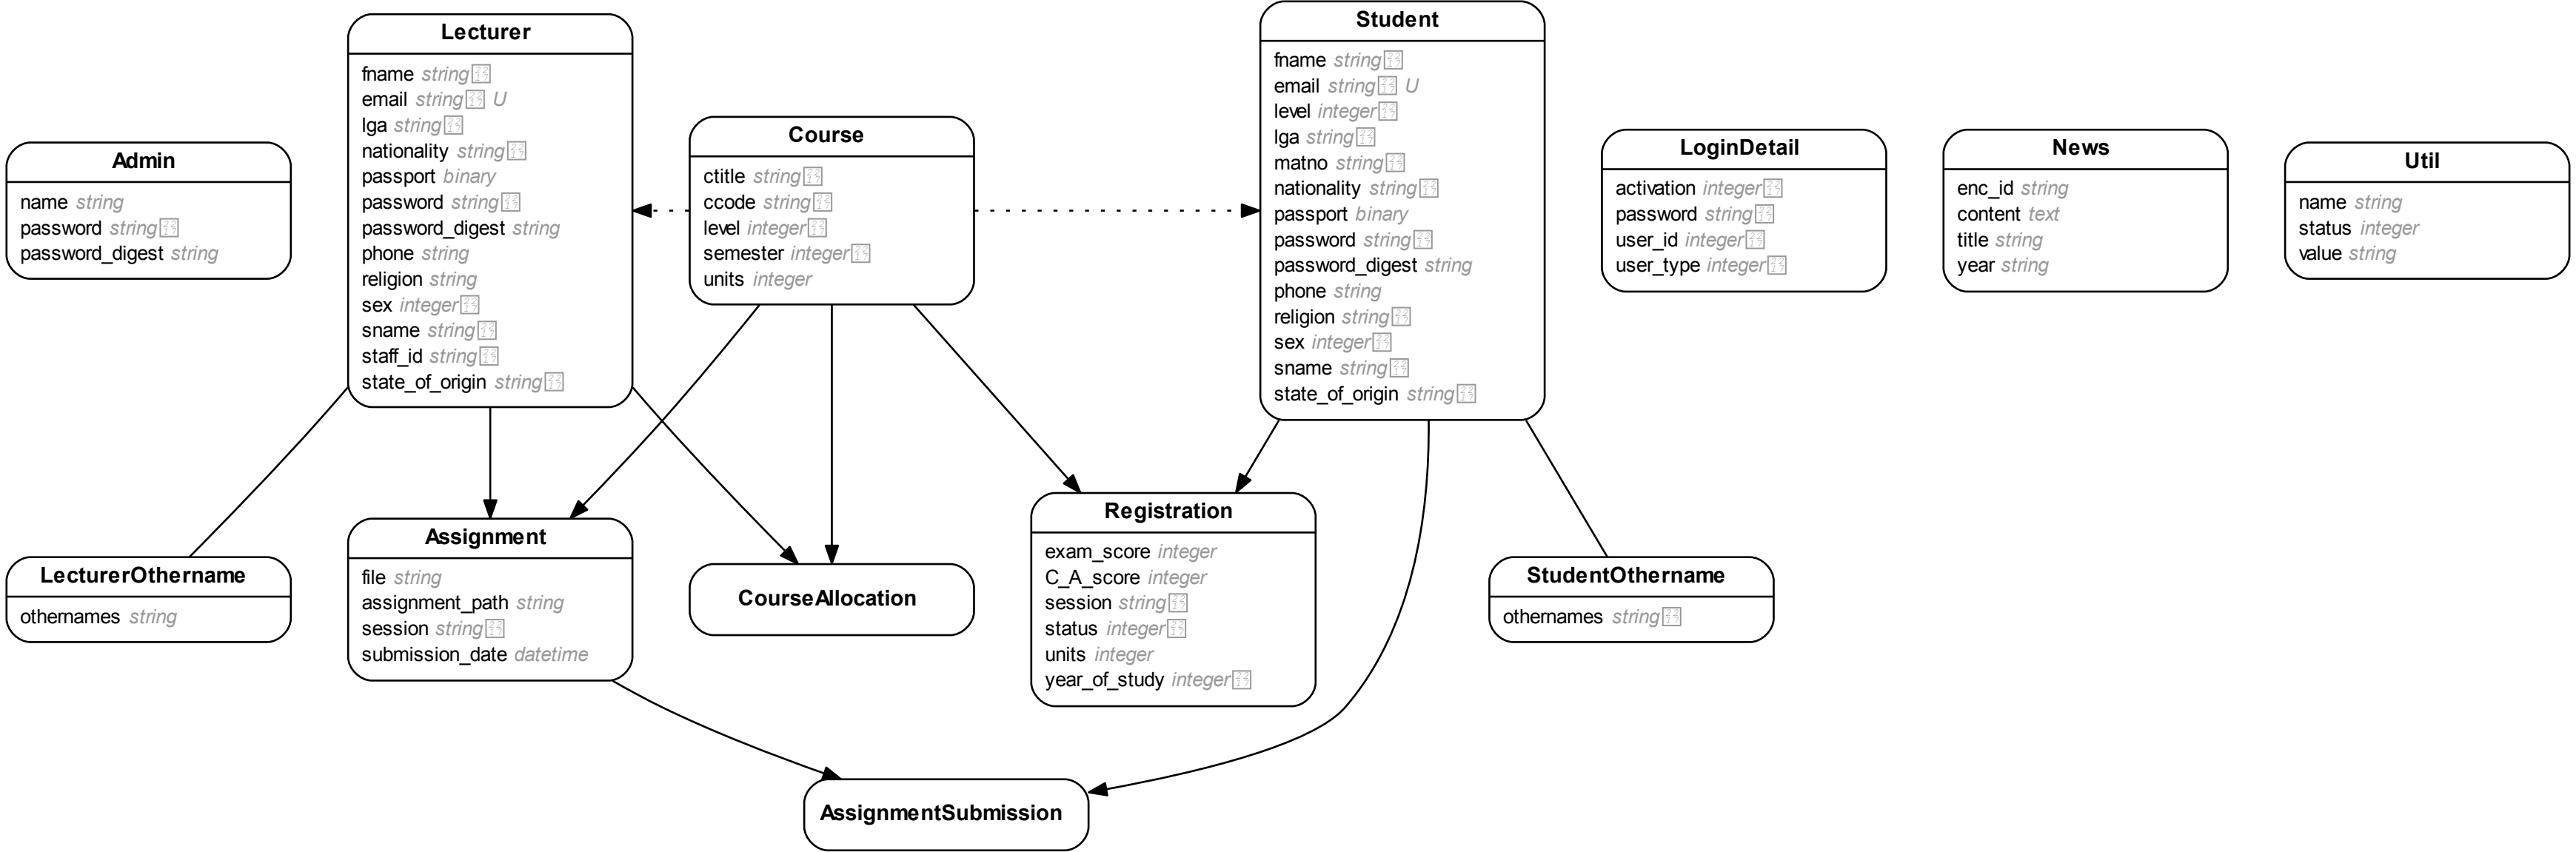 Admin
name string
password string
password_digest string
Lecturer
fname string
email string U
lga string
nationality string
passport binary
password string
password_digest string
phone string
religion string
sex integer
sname string
staff_id string
state_of_origin string
Course
ctitle string
ccode string
level integer
semester integer
units integer
Student
fname string
email string U
level integer
lga string
matno string
nationality string
passport binary
password string
password_digest string
phone string
religion string
sex integer
sname string
state_of_origin string
LoginDetail
activation integer
password string
user_id integer
user_type integer
News
enc_id string
content text
title string
year string
Util
name string
status integer
value string
LecturerOthername
othernames string
Assignment
file string
assignment_path string
session string
submission_date datetime
CourseAllocation
Registration
exam_score integer
C_A_score integer
session string
status integer
units integer
year_of_study integer
StudentOthername
othernames string
AssignmentSubmission